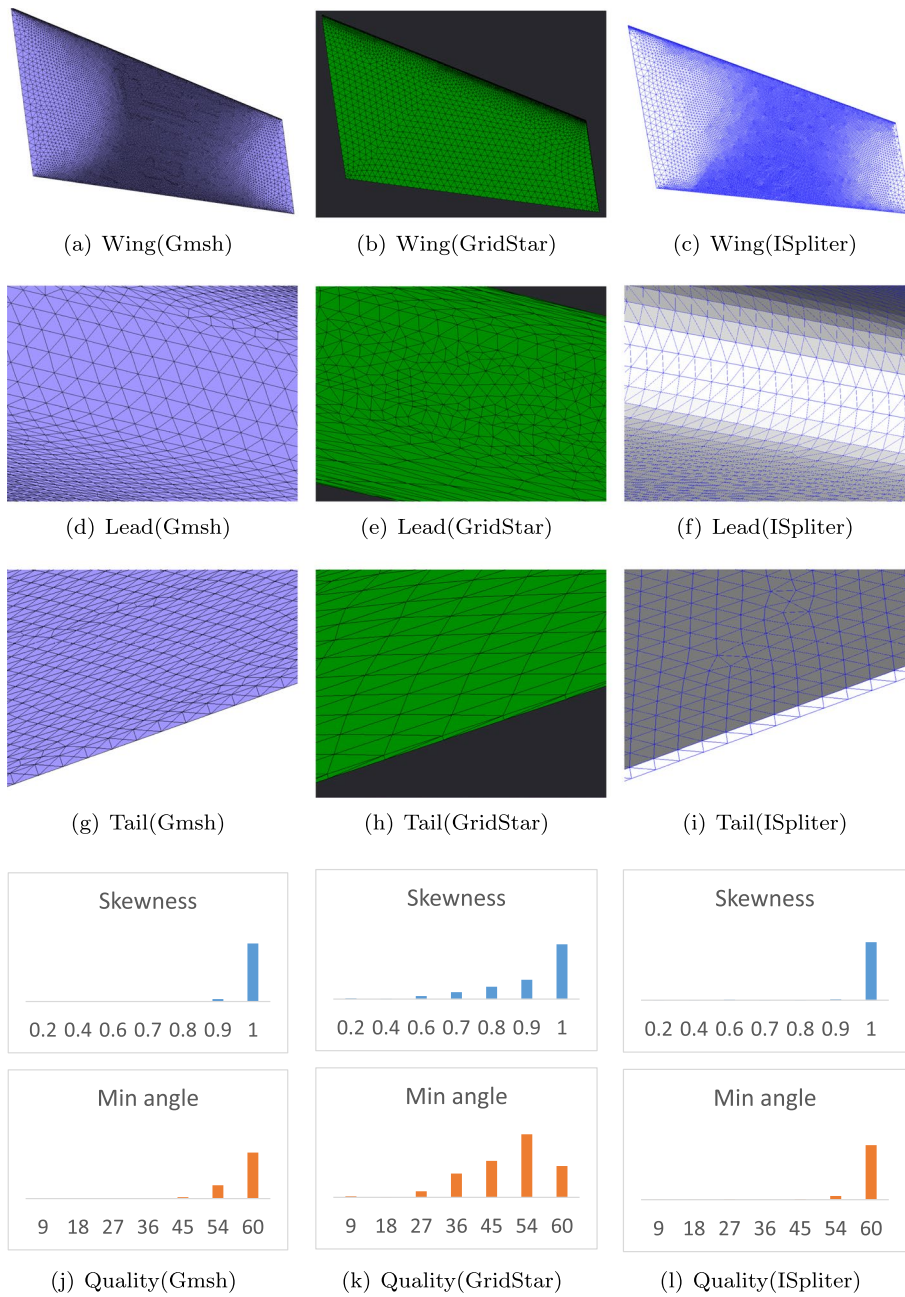 (a) Wing(Gmsh)
(b) Wing(GridStar)
(c) Wing(ISpliter)
(d) Lead(Gmsh)
(e) Lead(GridStar)
(f) Lead(ISpliter)
(g) Tail(Gmsh)
(h) Tail(GridStar)
(i) Tail(ISpliter)
Skewness
0.2 0.4 0.6 0.7 0.8 0.9 1
Skewness
0.2 0.4 0.6 0.7 0.8 0.9 1
Skewness
0.2 0.4 0.6 0.7 0.8 0.9 1
Min angle
9 18 27 36 45 54 60
Min angle
9 18 27 36 45 54 60
Min angle
9 18 27 36 45 54 60
(j) Quality(Gmsh)
(k) Quality(GridStar)
(l) Quality(ISpliter)